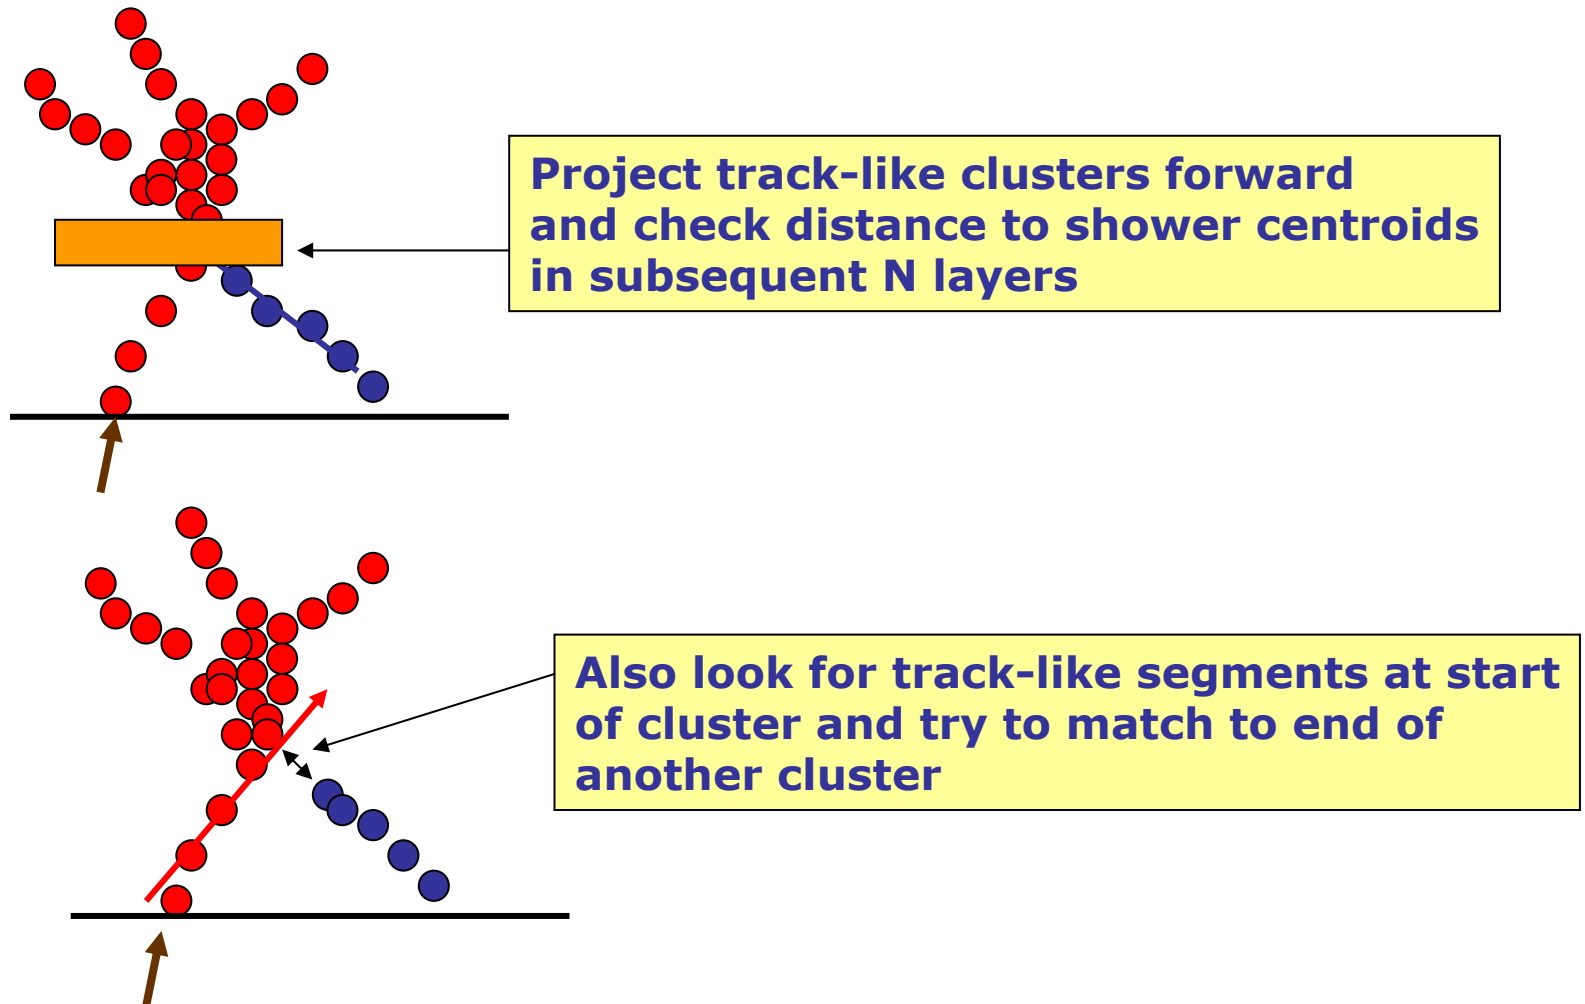 Project track-like clusters forward
and check distance to shower centroids
in subsequent N layers
Also look for track-like segments at start
of cluster and try to match to end of
another cluster